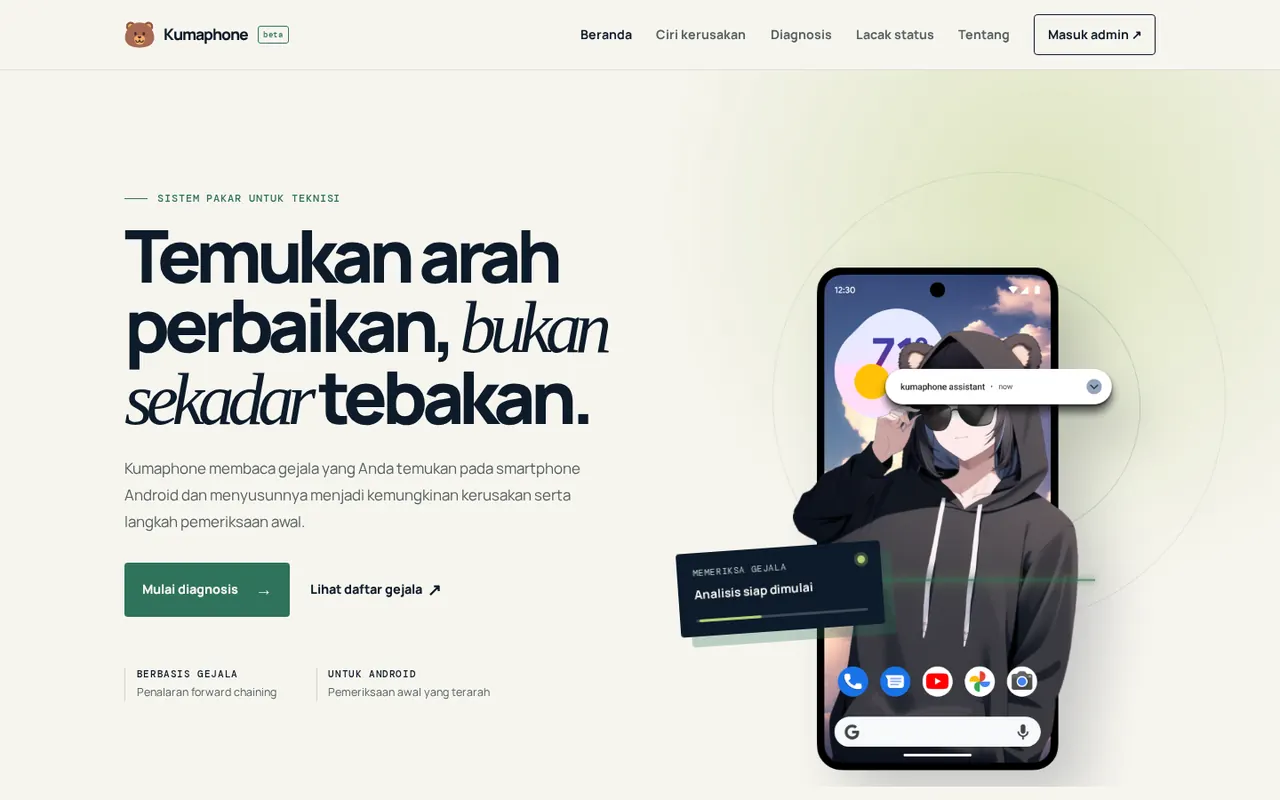 Kumaphone beta
Beranda Ciri kerusakan Diagnosis Lacak status Tentang Masuk admin ↗
SISTEM PAKAR UNTUK TEKNISI
Temukan arah
perbaikan, bukan
sekadar tebakan.
Kumaphone membaca gejala yang Anda temukan pada smartphone
Android dan menyusunnya menjadi kemungkinan kerusakan serta
langkah pemeriksaan awal.
Mulai diagnosis →
Lihat daftar gejala ↗
BERBASIS GEJALA
Penalaran forward chaining
UNTUK ANDROID
Pemeriksaan awal yang terarah
12:30
71°
kumaphone assistant • now
MEMERIKSA GEJALA
Analisis siap dimulai
G